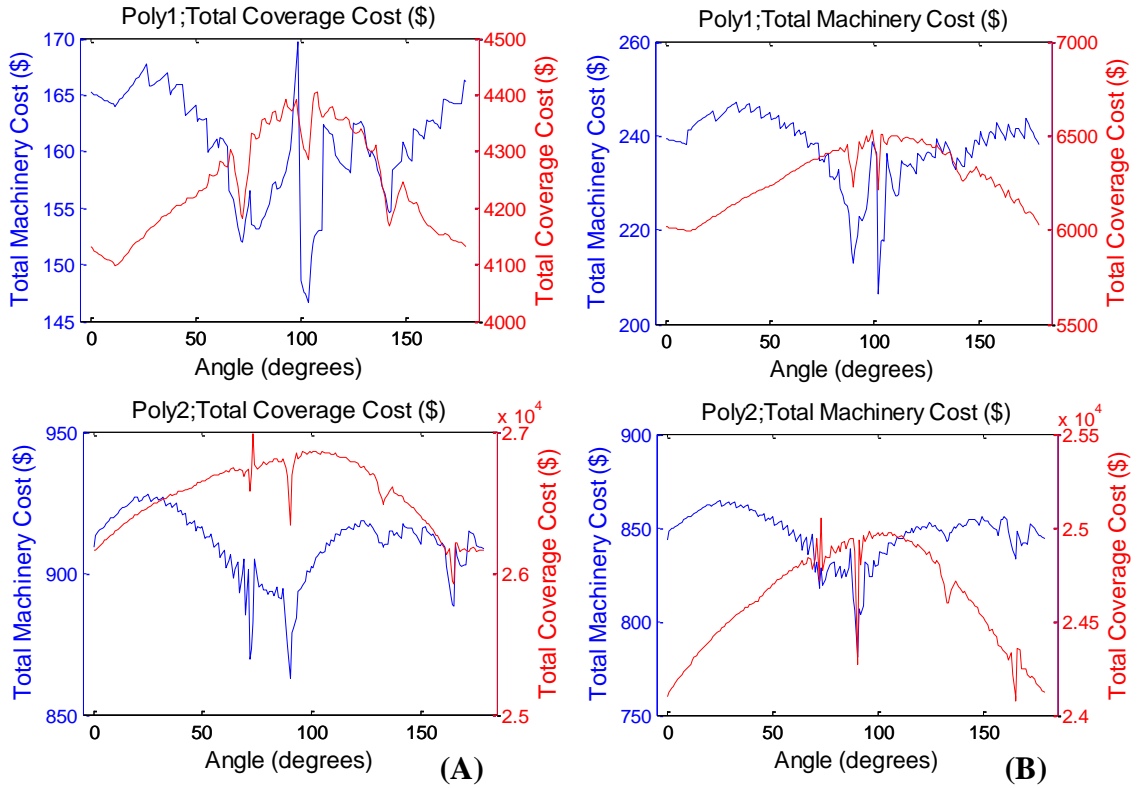 Poly1;Total Coverage Cost ($)
Total Machinery Cost ($)
170
165
160
155
150
145
4500
4400
4300
4200
4100
4000
Total Coverage Cost ($)
0 50 100 150
Angle (degrees)
Poly1;Total Machinery Cost ($)
Total Machinery Cost ($)
260
240
220
200
7000
6500
6000
5500
Total Coverage Cost ($)
0 50 100 150
Angle (degrees)
Poly2;Total Coverage Cost ($)
x 10^4
Total Machinery Cost ($)
950
900
850
2.7
2.6
2.5
Total Coverage Cost ($)
0 50 100 150
Angle (degrees)
(A)
Poly2;Total Machinery Cost ($)
x 10^4
Total Machinery Cost ($)
900
850
800
750
2.55
2.5
2.45
2.4
Total Coverage Cost ($)
0 50 100 150
Angle (degrees)
(B)